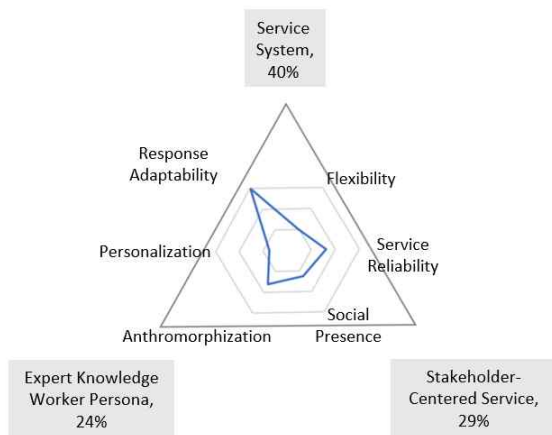 Service
System,
40%
Response
Adaptability
Flexibility
Personalization
Service
Reliability
Social
Presence
Anthromorphization
Expert Knowledge
Worker Persona,
24%
Stakeholder-
Centered Service,
29%